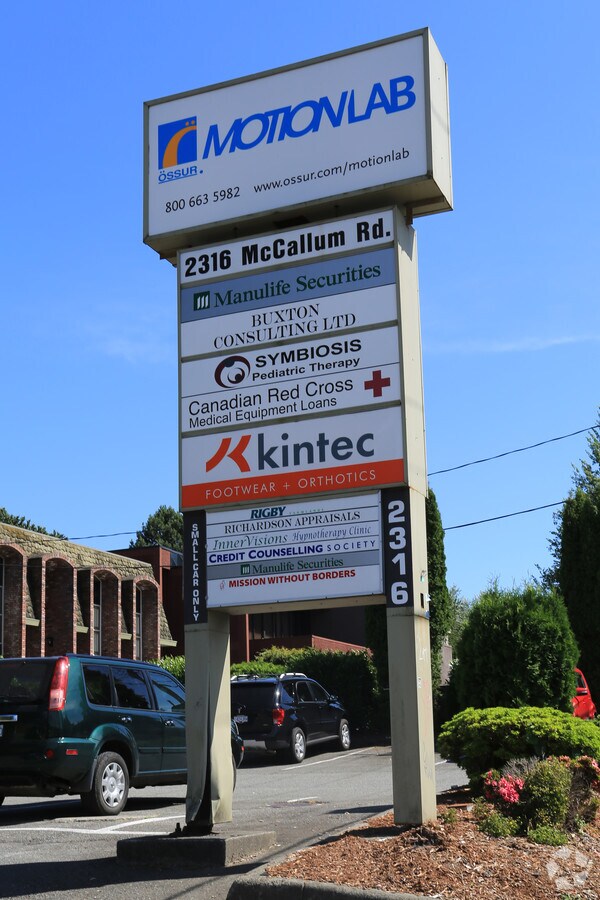 ÖSSUR.
MOTIONLAB
800 663 5982 www.ossur.com/motionlab
2316 McCallum Rd.
Manulife Securities
BUXTON
CONSULTING LTD
SYMBIOSIS
Pediatric Therapy
Canadian Red Cross
Medical Equipment Loans
kintec
FOOTWEAR + ORTHOTICS
RIGBY
RICHARDSON APPRAISALS
InnerVisions Hypnotherapy Clinic
CREDIT COUNSELLING SOCIETY
Manulife Securities
MISSION WITHOUT BORDERS
SMALL CAR ONLY
2316